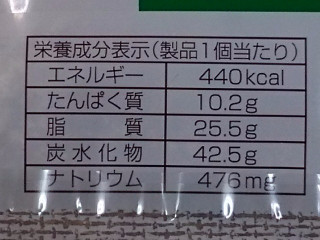 栄養成分表示(製品1個当たり)
エネルギー 440kcal
たんぱく質 10.2g
脂質 25.5g
炭水化物 42.5g
ナトリウム 476mg